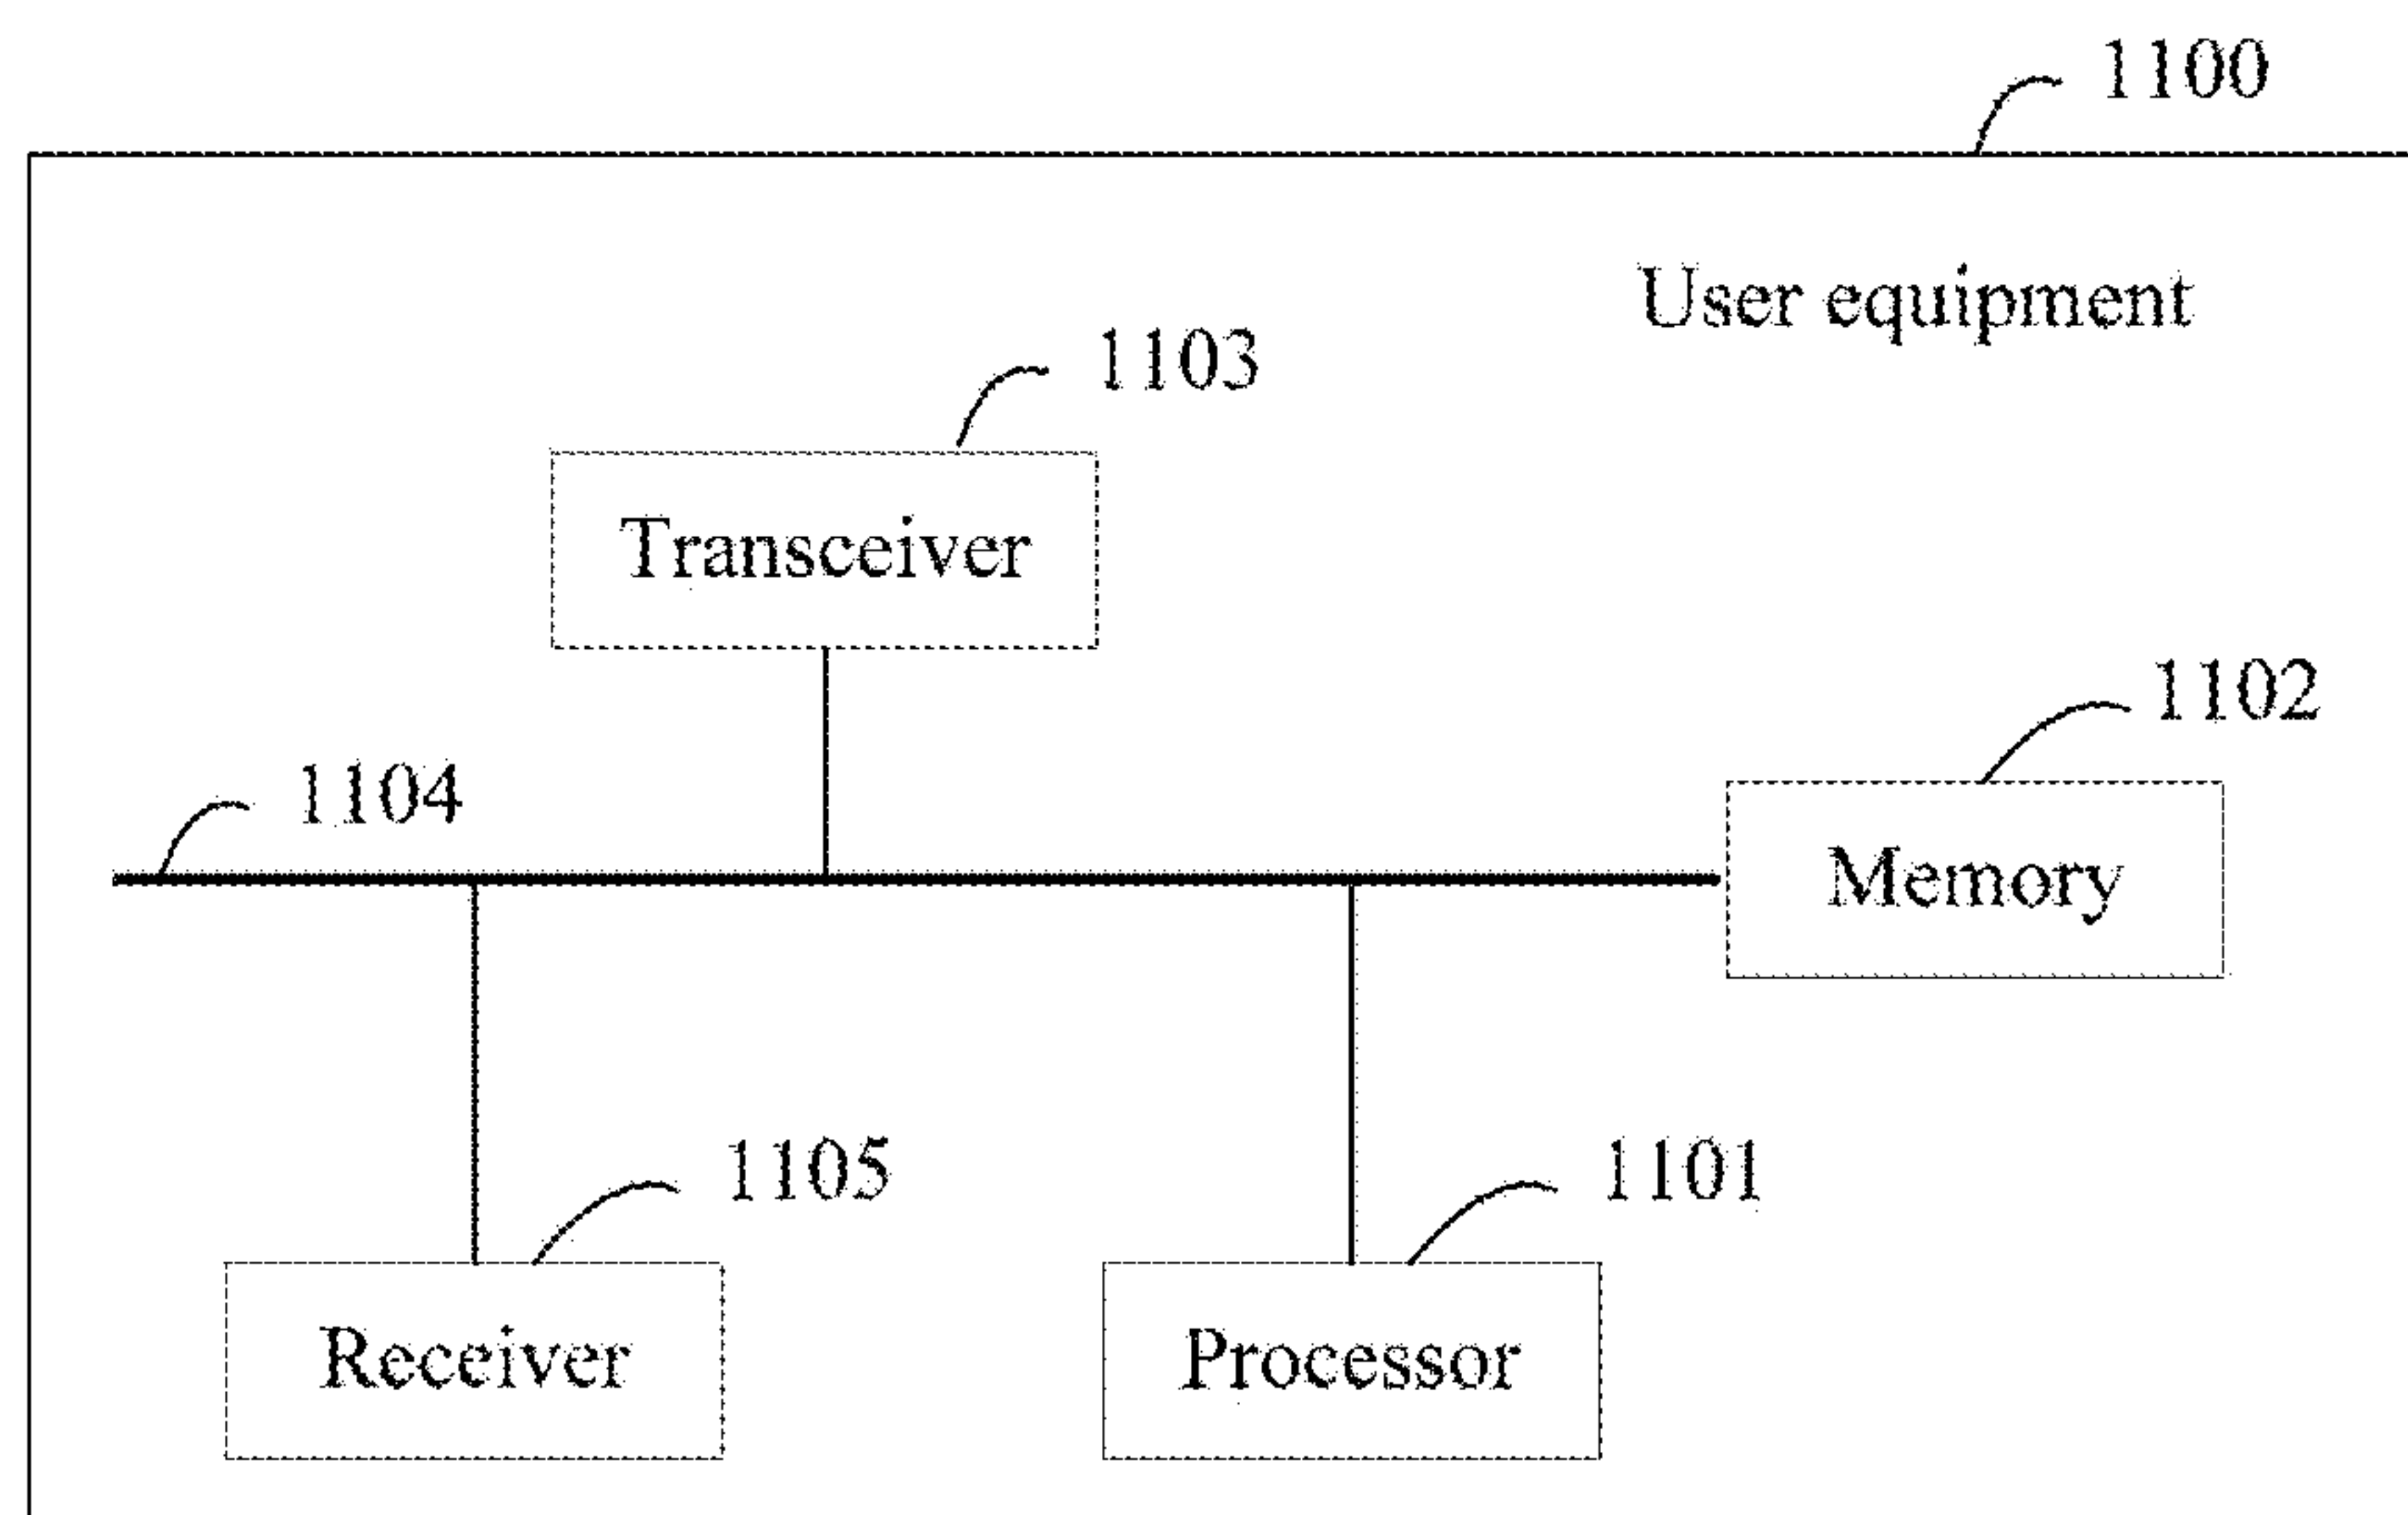 1100
User equipment
1103
Transceiver
1102
1104
Memory
1105
1101
Receiver
Processor